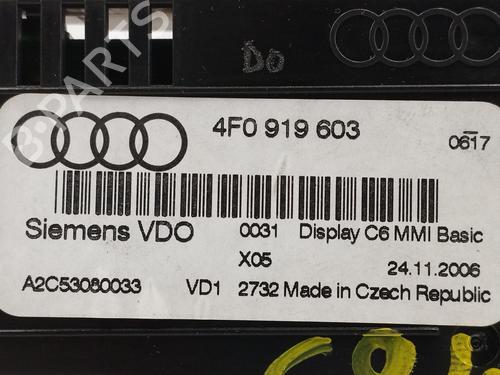 DO
4F0 919 603
0617
Siemens VDO
0031 Display C6 MMI Basic
X05 24.11.2006
A2C53080033 VD1 2732 Made in Czech Republic
B-PARTS